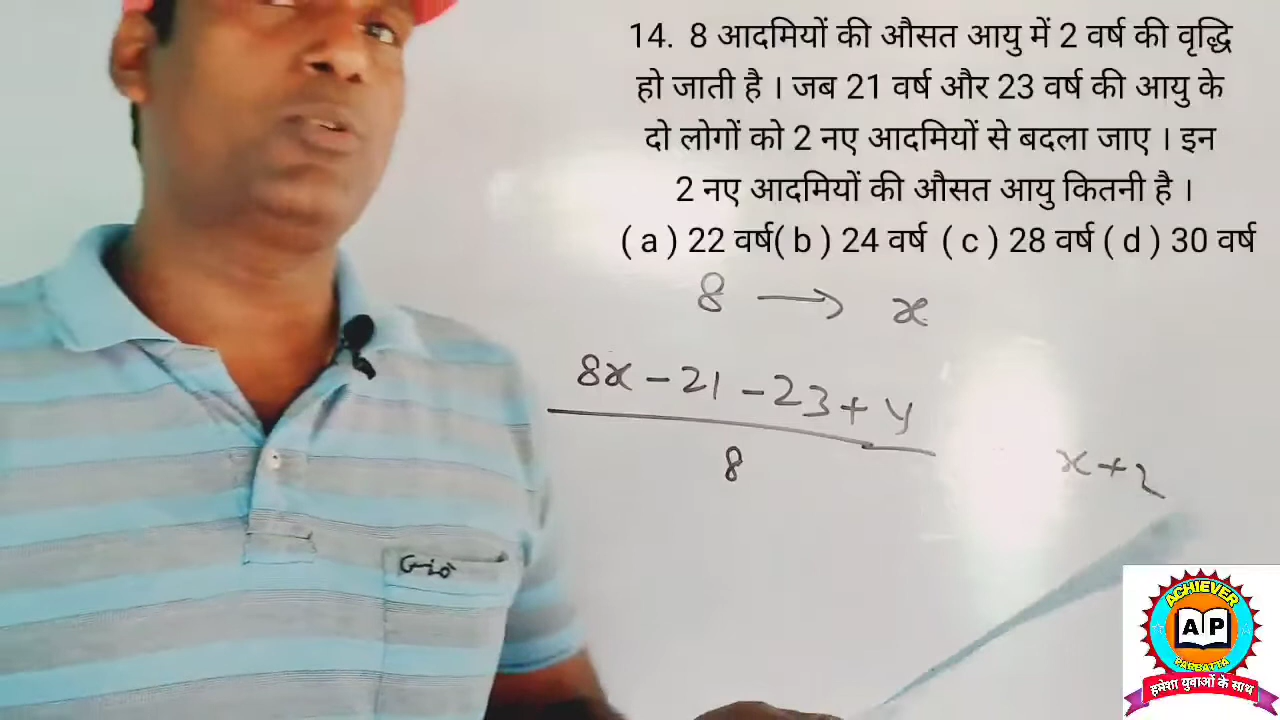 14. 8 आदमियों की औसत आयु में 2 वर्ष की वृद्धि
हो जाती है । जब 21 वर्ष और 23 वर्ष की आयु के
दो लोगों को 2 नए आदमियों से बदला जाए । इन
2 नए आदमियों की औसत आयु कितनी है ।
( a ) 22 वर्ष( b ) 24 वर्ष ( c ) 28 वर्ष ( d ) 30 वर्ष
8 → x
8x - 21 - 23 + y
8
x + 2
Gio
ACHIEVER
AP
PARBATTA
हमेशा युवाओं के साथ